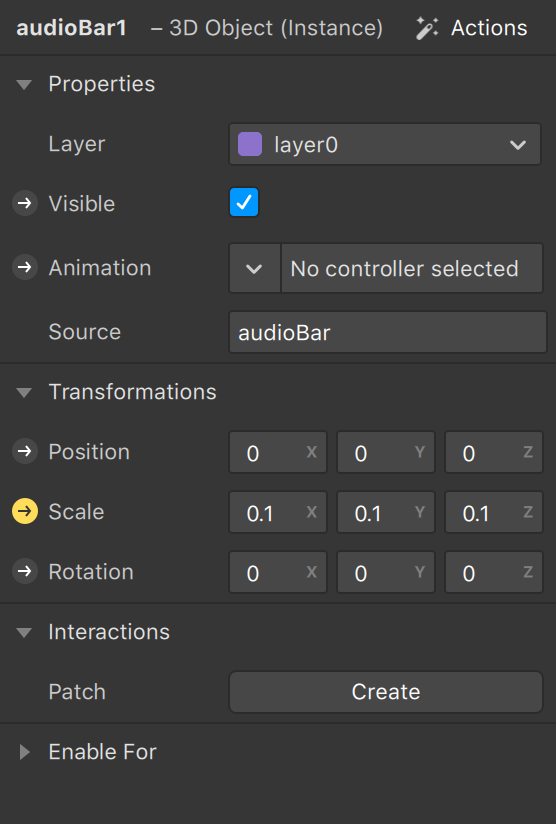 audioBar1 – 3D Object (Instance) Actions
Properties
Layer layer0
Visible
Animation No controller selected
Source audioBar
Transformations
Position 0 X 0 Y 0 Z
Scale 0.1 X 0.1 Y 0.1 Z
Rotation 0 X 0 Y 0 Z
Interactions
Patch Create
Enable For